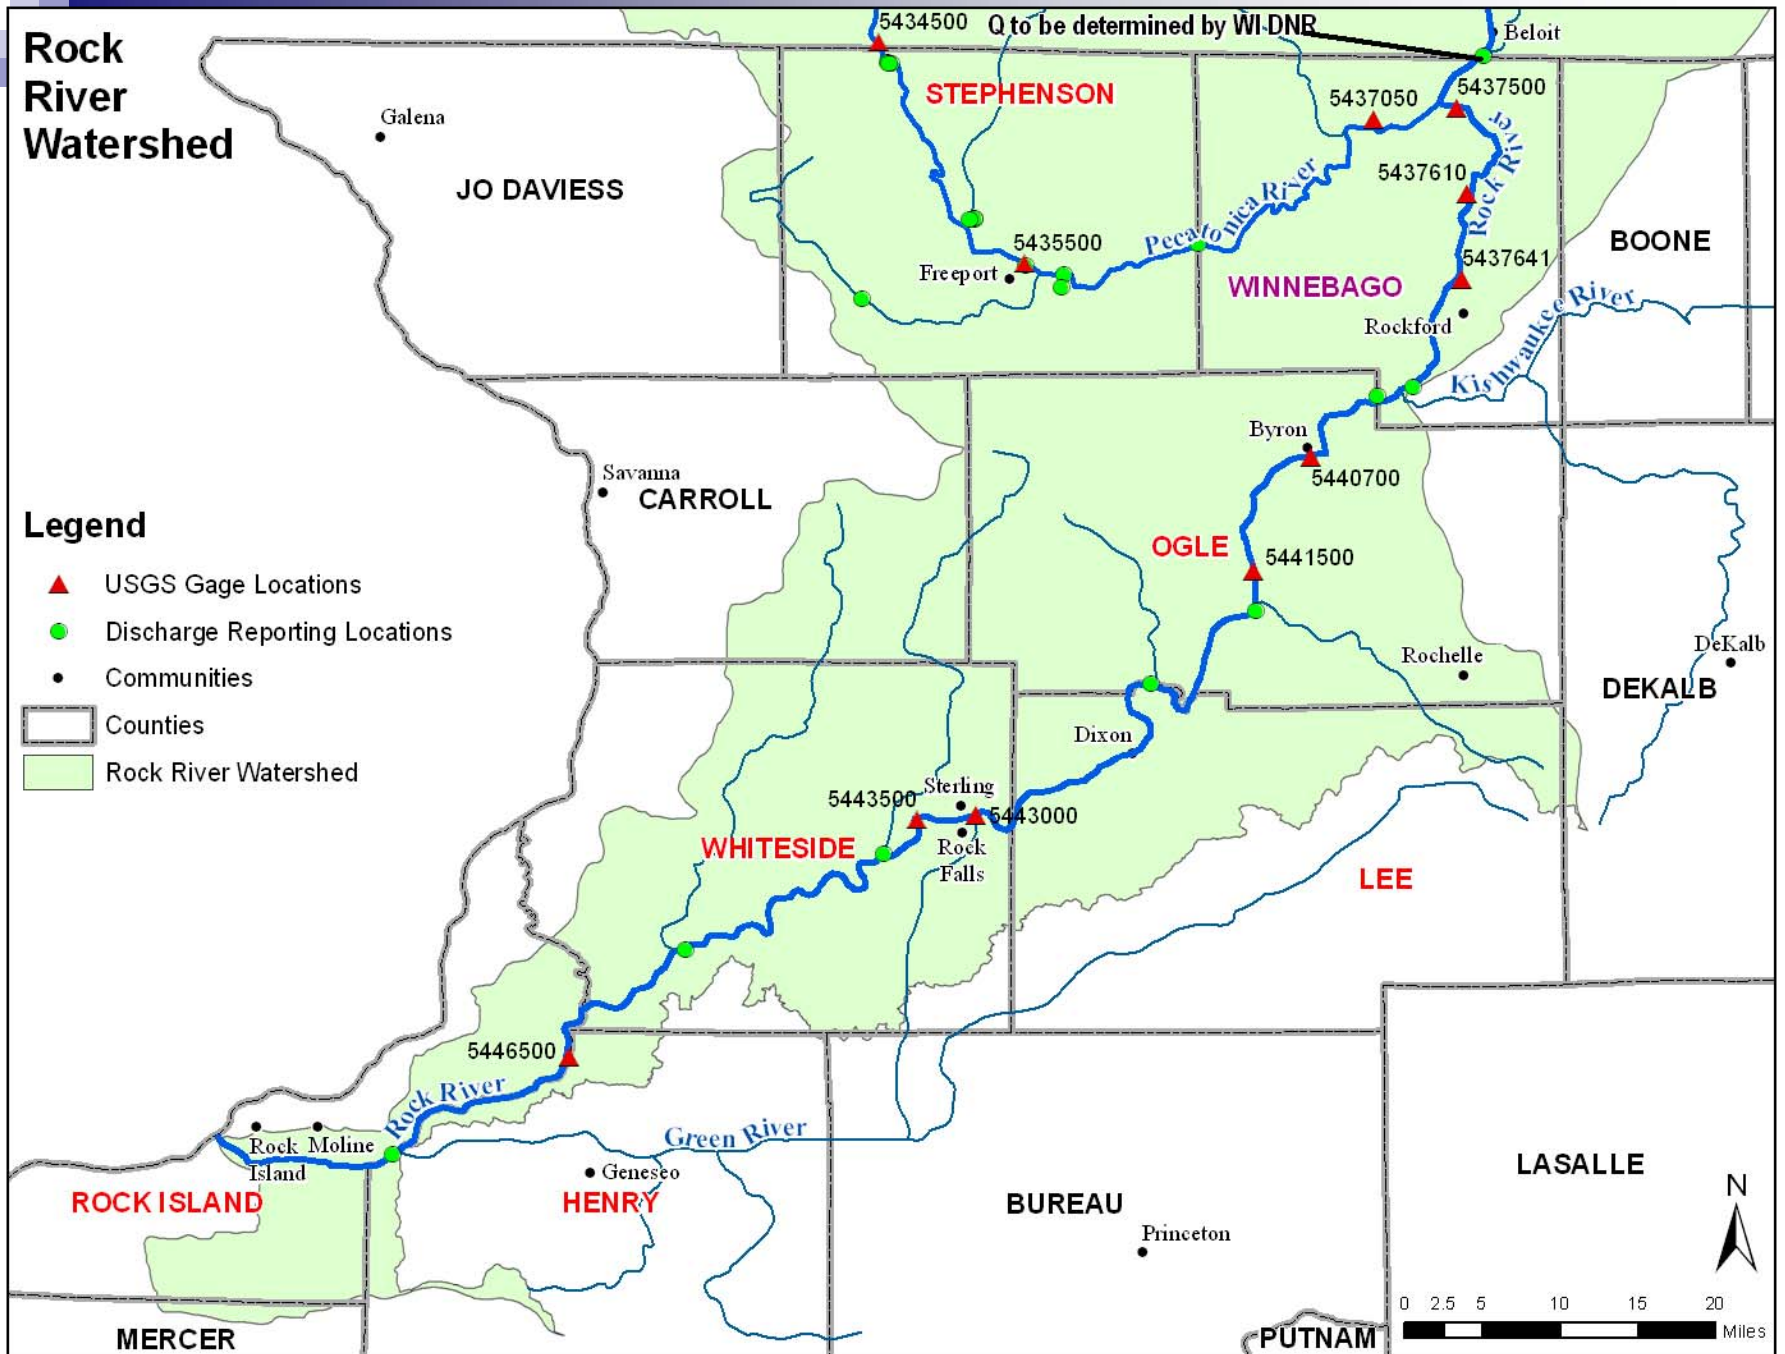 Rock
River
Watershed
5434500
Q to be determined by WI DNR
Beloit
STEPHENSON
5437050
5437500
Galena
JO DAVIESS
5437610
Rock River
Pecatonica River
5435500
Freeport
BOONE
WINNEBAGO
5437641
Rockford
Kishwaukee River
Byron
5440700
Savanna
CARROLL
OGLE
5441500
Legend
USGS Gage Locations
Discharge Reporting Locations
Communities
Counties
Rock River Watershed
Rochelle
DeKalb
DEKALB
Dixon
Sterling
5443500
5443000
WHITESIDE
Rock
Falls
LEE
5446500
Rock River
Rock
Island
Moline
Green River
Geneseo
ROCK ISLAND
HENRY
BUREAU
LASALLE
Princeton
N
MERCER
PUTNAM
0 2.5 5 10 15 20
Miles